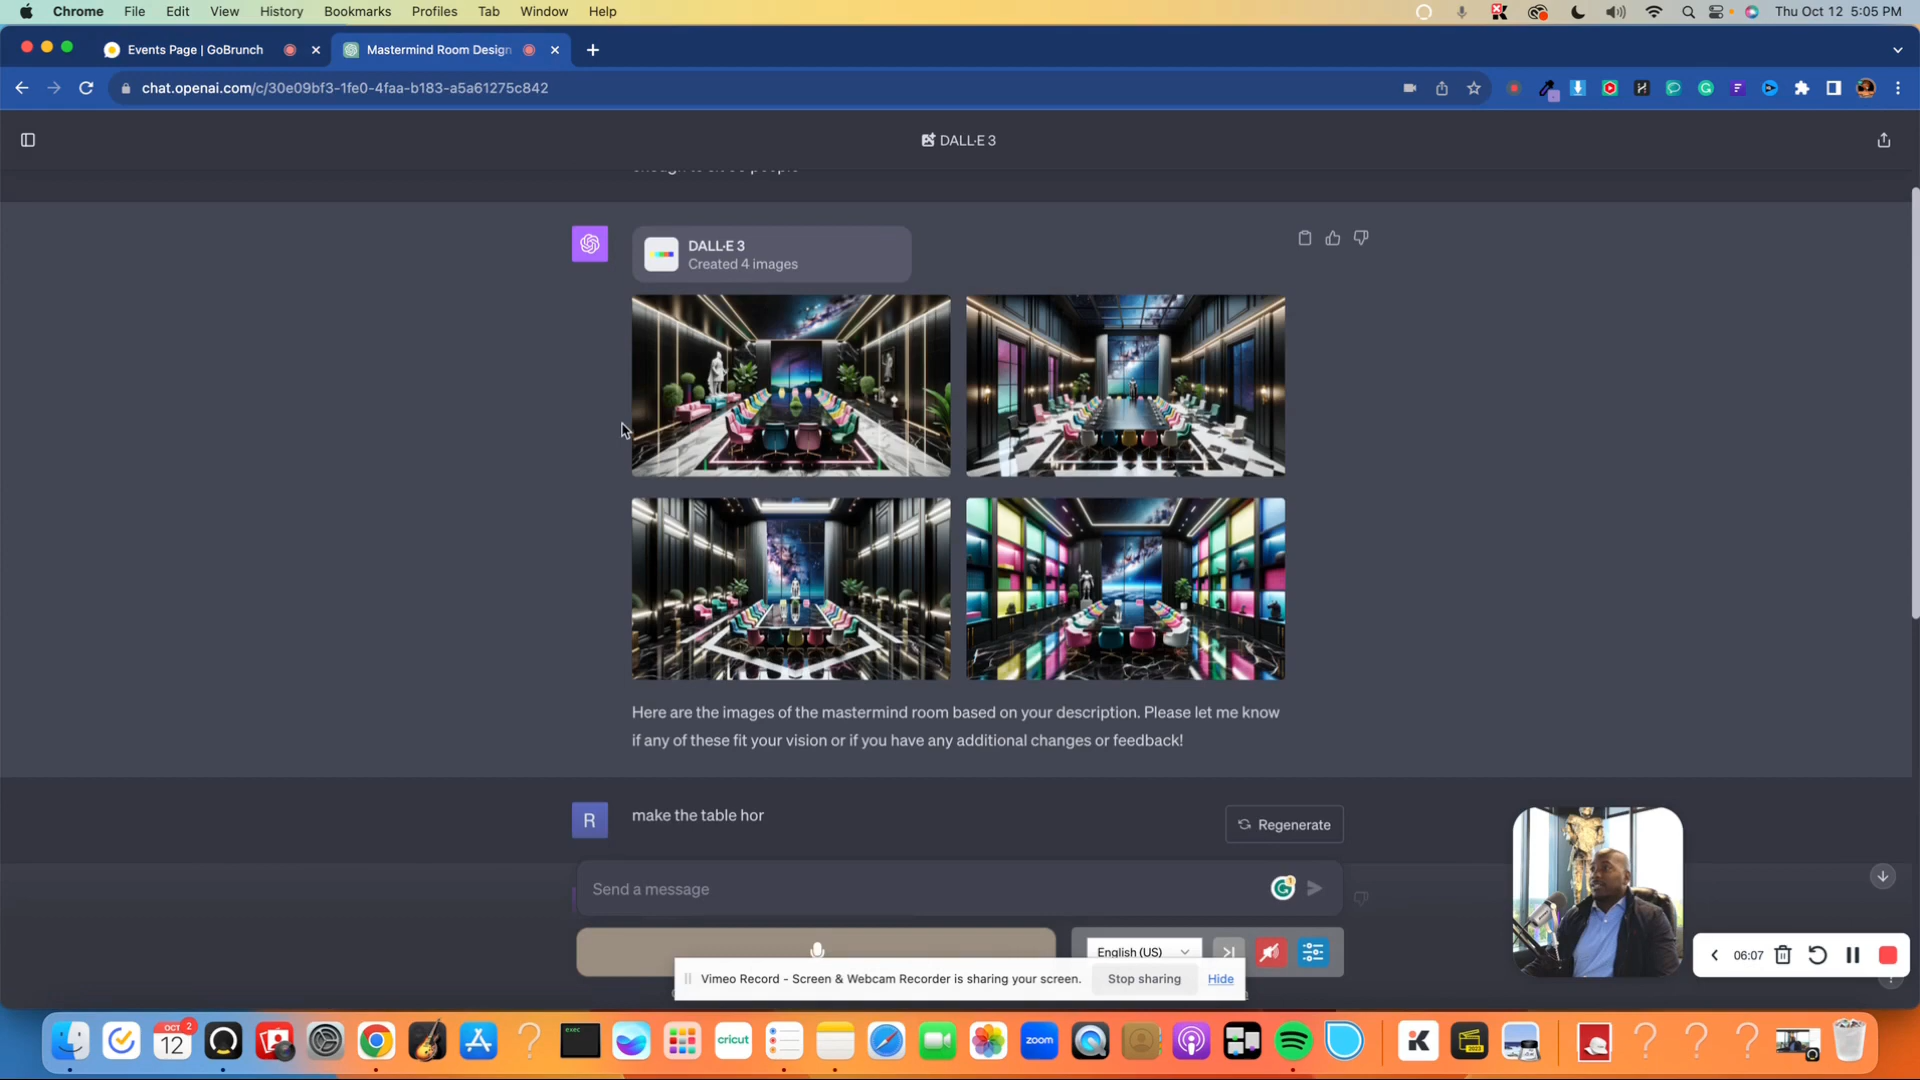 Chrome File Edit View History Bookmarks Profiles Tab Window Help Thu Oct 12 5:05 PM
Events Page | GoBrunch Mastermind Room Design
chat.openai.com/c/30e09bf3-1fe0-4faa-b183-a5a61275c842
DALL·E 3
DALL·E 3
Created 4 images
Here are the images of the mastermind room based on your description. Please let me know
if any of these fit your vision or if you have any additional changes or feedback!
R make the table hor Regenerate
Send a message
English (US)
06:07
Vimeo Record - Screen & Webcam Recorder is sharing your screen. Stop sharing Hide
OCT 2
12
exec
cricut
zoom
2023